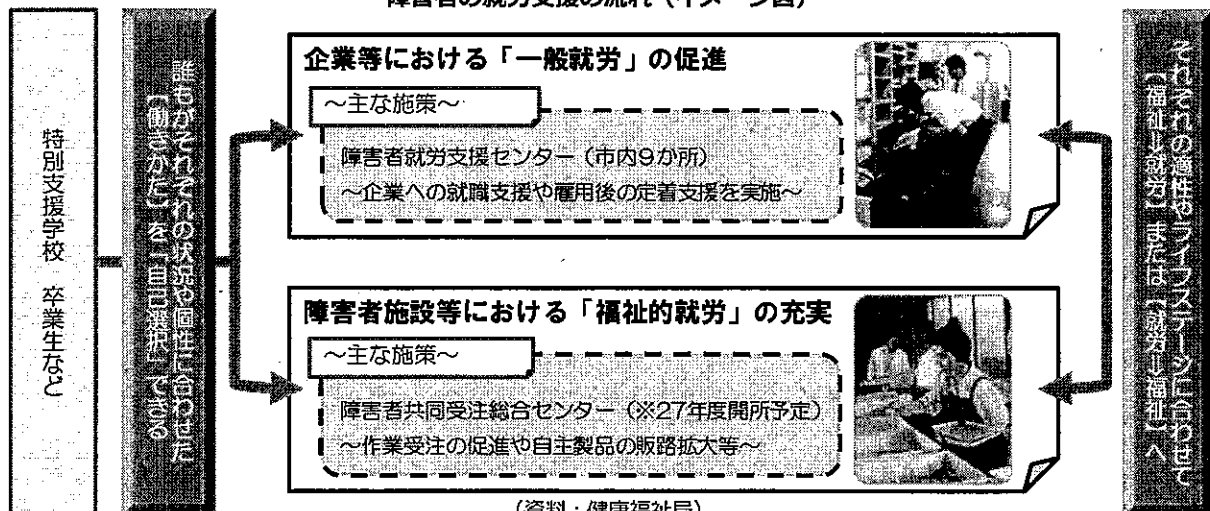 障害者の就労支援の流れ（イメージ図）
特別支援学校 卒業生など
誰もがそれぞれの状況や個性に合わせた
【働きかた】を「自己選択」できる
企業等における「一般就労」の促進
～主な施策～
障害者就労支援センター（市内9か所）
～企業への就職支援や雇用後の定着支援を実施～
障害者施設等における「福祉的就労」の充実
～主な施策～
障害者共同受注総合センター（※27年度開所予定）
～作業受注の促進や自主製品の販路拡大等～
それぞれの適性やライフステージに合わせて
【福祉→就労】または【就労→福祉】へ
（資料：健康福祉局）